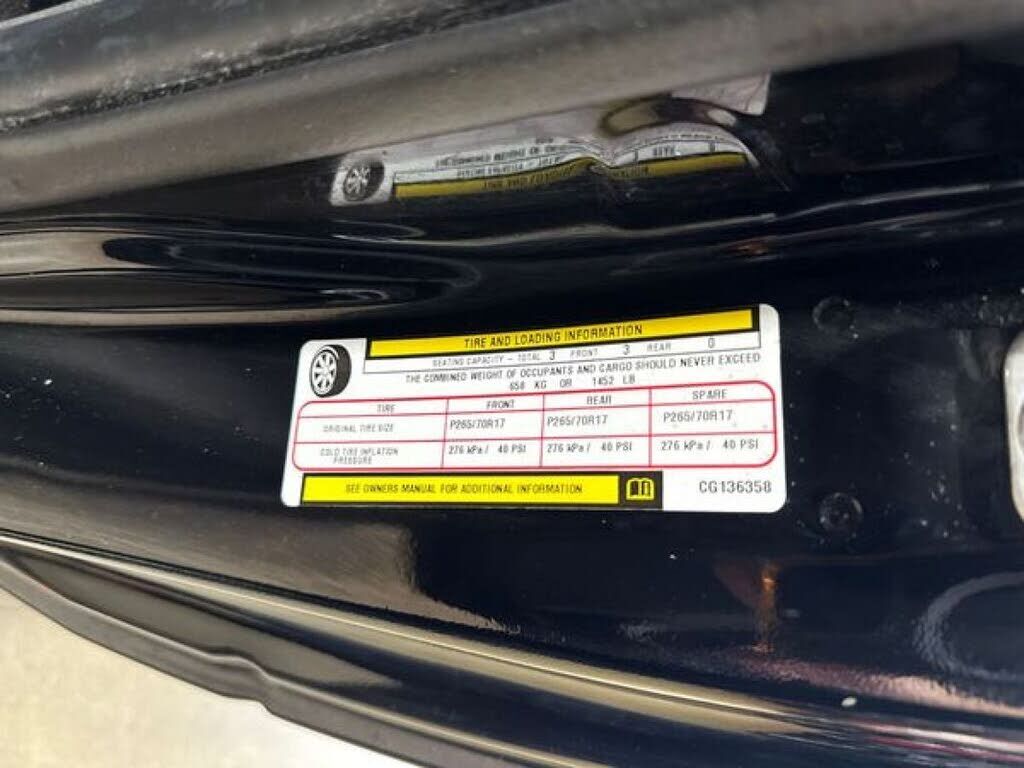 TIRE AND LOADING INFORMATION
SEATING CAPACITY - TOTAL 3 FRONT 3 REAR 0
THE COMBINED WEIGHT OF OCCUPANTS AND CARGO SHOULD NEVER EXCEED
658 KG OR 1452 LB
TIRE FRONT REAR SPARE
ORIGINAL TIRE SIZE P265/70R17 P265/70R17 P265/70R17
COLD TIRE INFLATION PRESSURE 276 kPa / 40 PSI 276 kPa / 40 PSI 276 kPa / 40 PSI
SEE OWNERS MANUAL FOR ADDITIONAL INFORMATION
CG136358